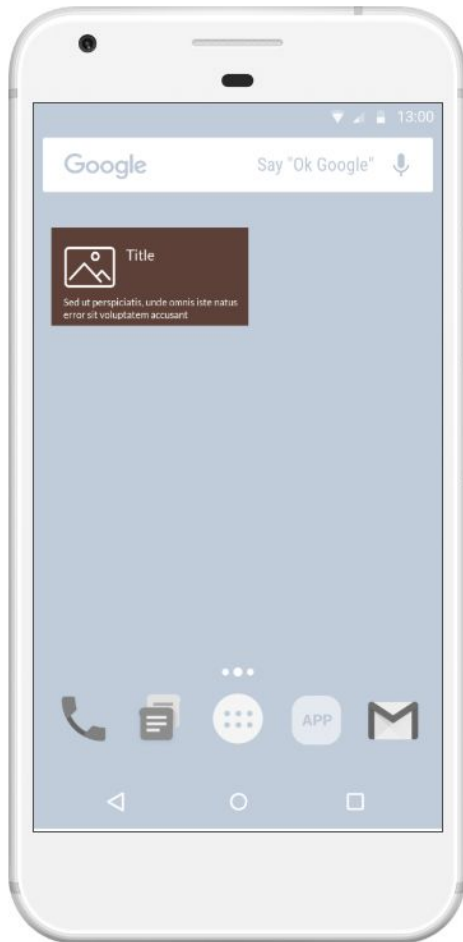 13:00
Google Say "Ok Google"
Title
Sed ut perspiciatis, unde omnis iste natus
error sit voluptatem accusant
APP